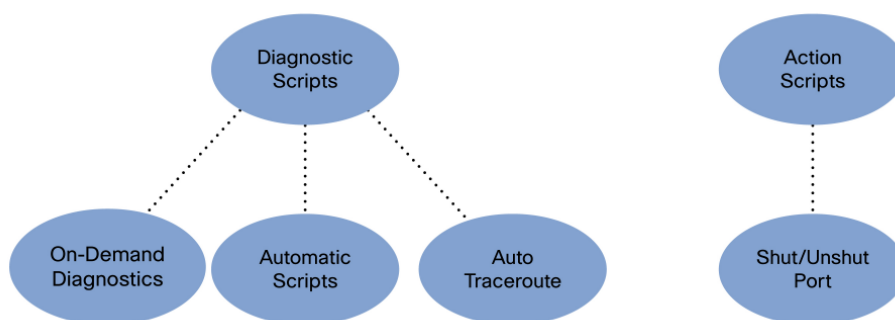 Diagnostic
Scripts
Action
Scripts
On-Demand
Diagnostics
Automatic
Scripts
Auto
Traceroute
Shut/Unshut
Port